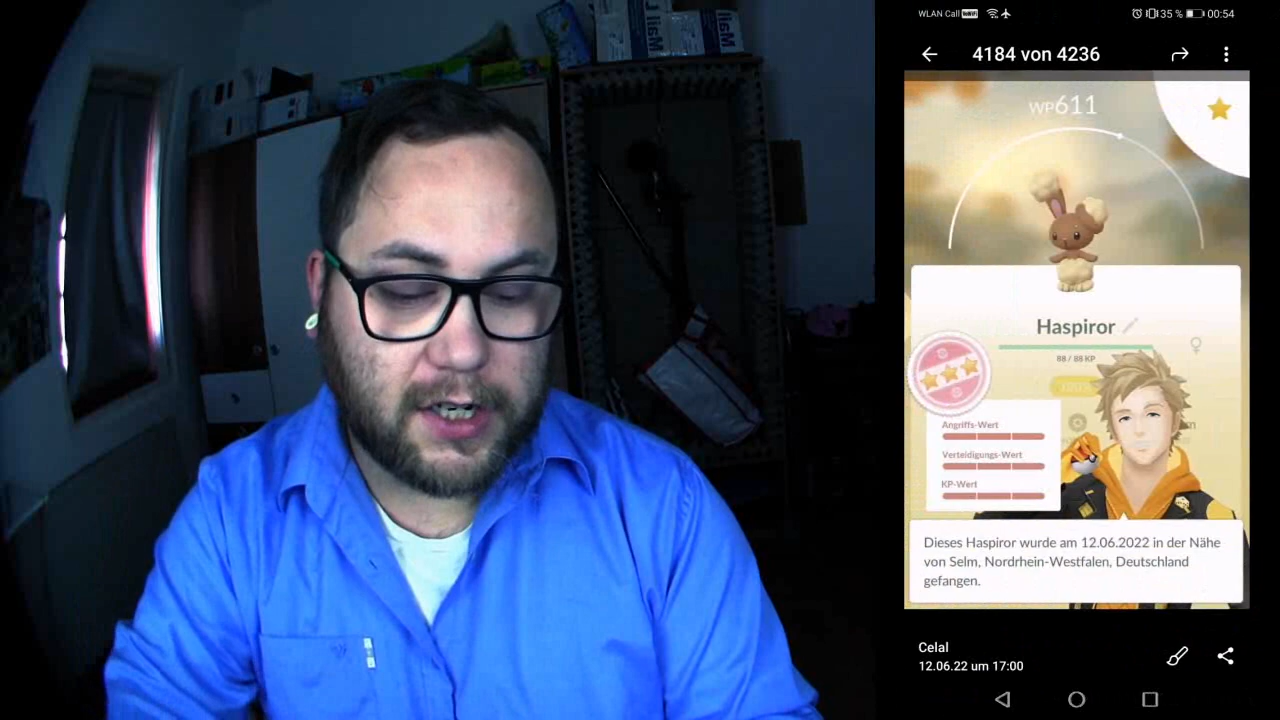 WLAN Call VoWiFi
35 % 00:54
4184 von 4236
WP611
Haspiror
88 / 88 KP
Angriffs-Wert
Verteidigungs-Wert
KP-Wert
Dieses Haspiror wurde am 12.06.2022 in der Nähe
von Selm, Nordrhein-Westfalen, Deutschland
gefangen.
Celal
12.06.22 um 17:00